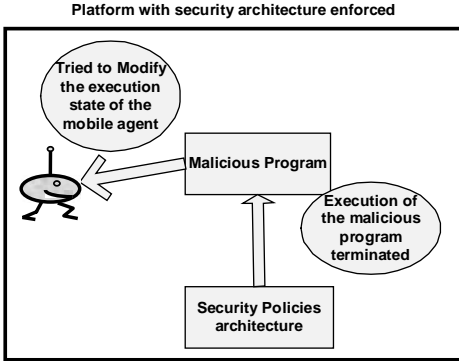 Platform with security architecture enforced
Tried to Modify
the execution
state of the
mobile agent
Malicious Program
Execution of
the malicious
program
terminated
Security Policies
architecture